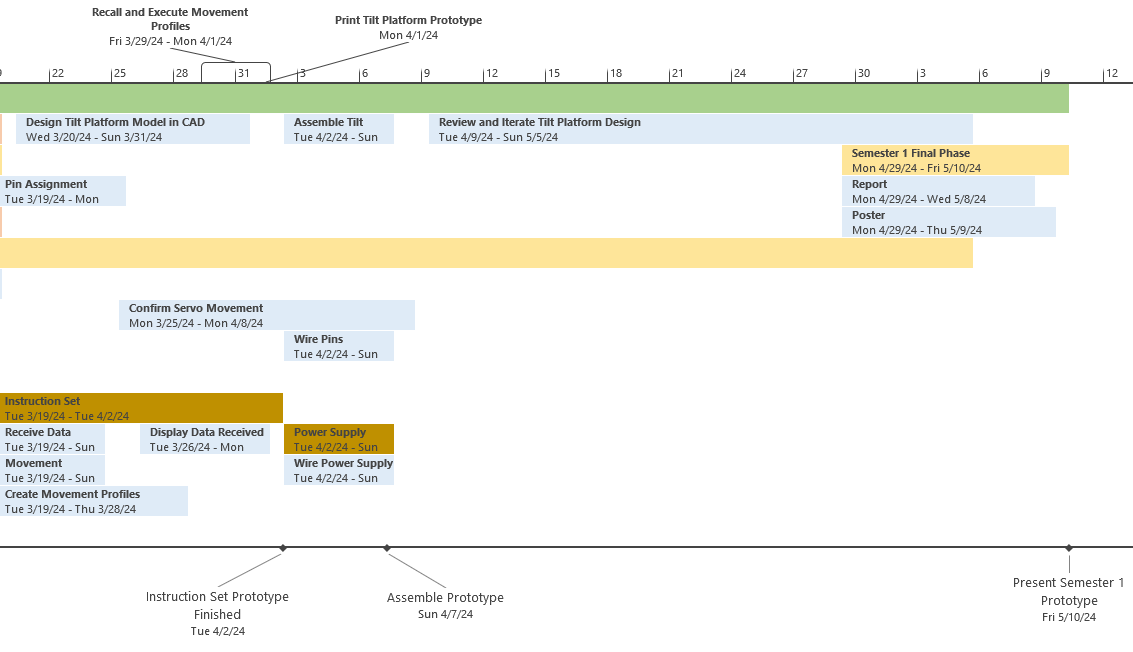 Recall and Execute Movement
Profiles
Fri 3/29/24 - Mon 4/1/24
Print Tilt Platform Prototype
Mon 4/1/24
22 25 28 31 3 6 9 12 15 18 21 24 27 30 3 6 9 12
Design Tilt Platform Model in CAD
Wed 3/20/24 - Sun 3/31/24
Assemble Tilt
Tue 4/2/24 - Sun
Review and Iterate Tilt Platform Design
Tue 4/9/24 - Sun 5/5/24
Semester 1 Final Phase
Mon 4/29/24 - Fri 5/10/24
Pin Assignment
Tue 3/19/24 - Mon
Report
Mon 4/29/24 - Wed 5/8/24
Poster
Mon 4/29/24 - Thu 5/9/24
Confirm Servo Movement
Mon 3/25/24 - Mon 4/8/24
Wire Pins
Tue 4/2/24 - Sun
Instruction Set
Tue 3/19/24 - Tue 4/2/24
Receive Data
Tue 3/19/24 - Sun
Display Data Received
Tue 3/26/24 - Mon
Power Supply
Tue 4/2/24 - Sun
Movement
Tue 3/19/24 - Sun
Wire Power Supply
Tue 4/2/24 - Sun
Create Movement Profiles
Tue 3/19/24 - Thu 3/28/24
Instruction Set Prototype
Finished
Tue 4/2/24
Assemble Prototype
Sun 4/7/24
Present Semester 1
Prototype
Fri 5/10/24